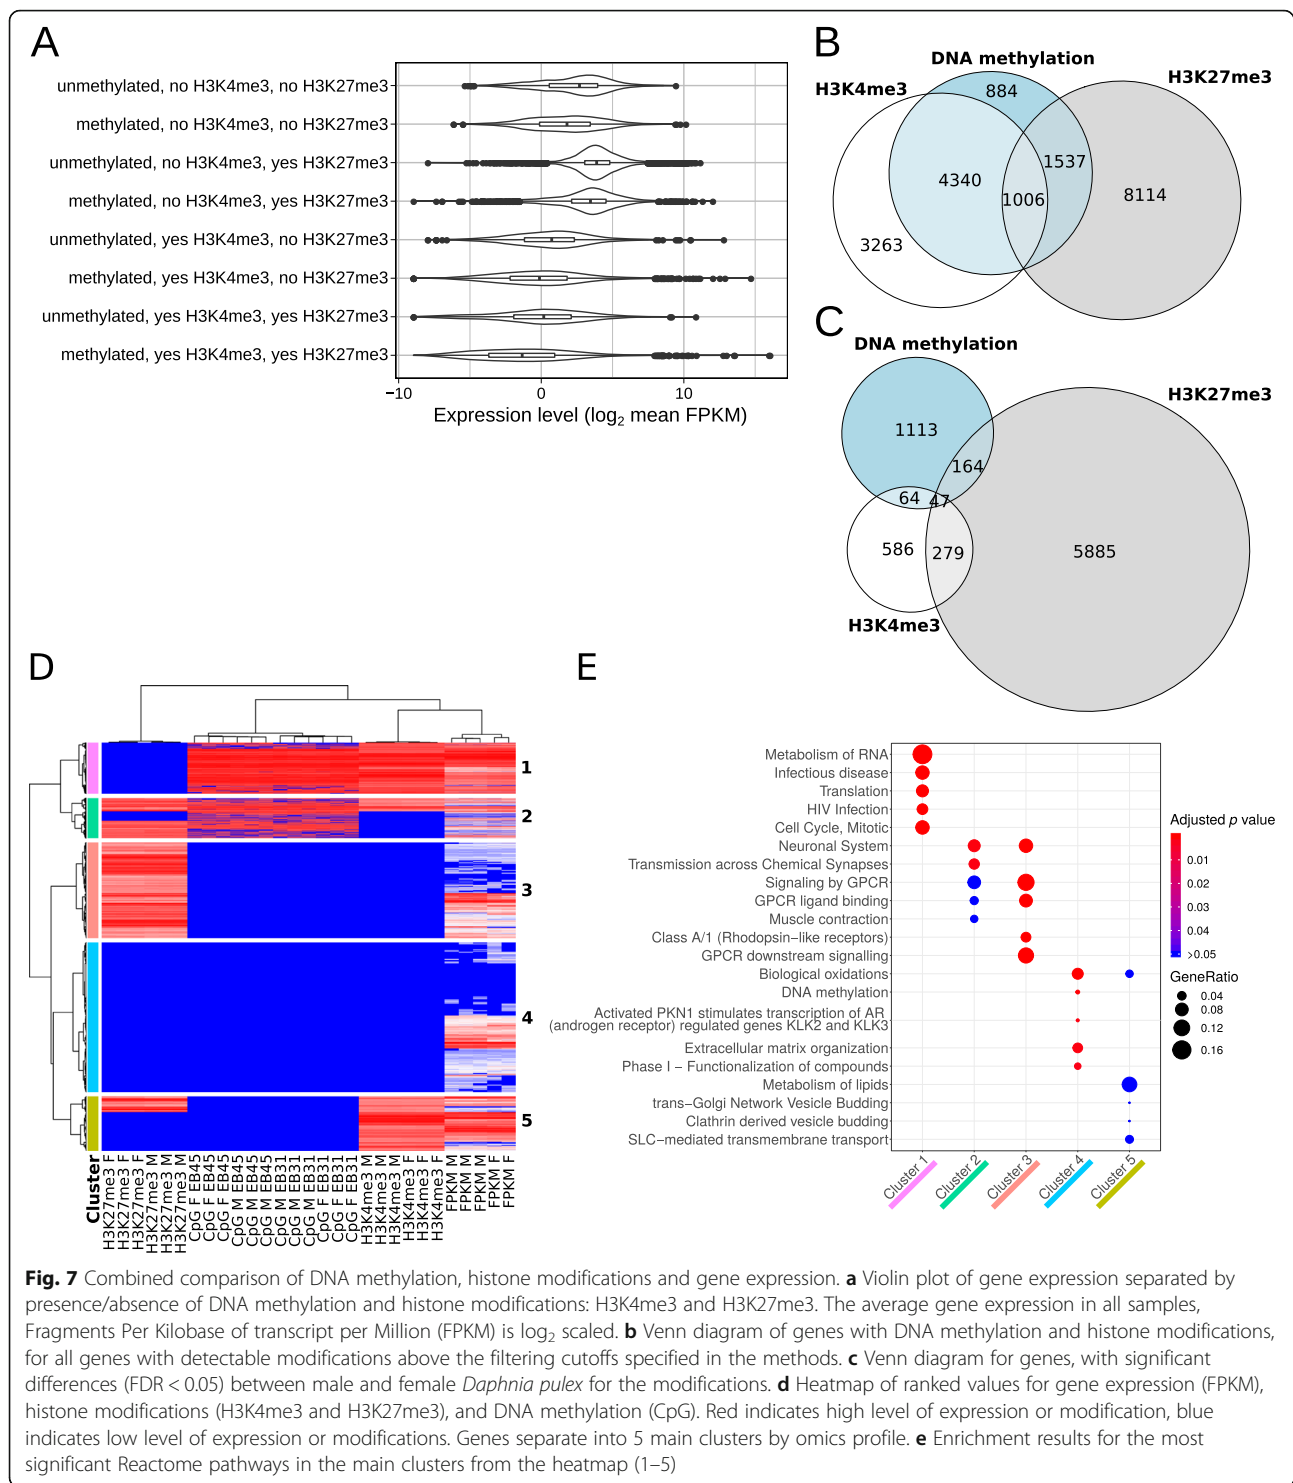 A
unmethylated, no H3K4me3, no H3K27me3
methylated, no H3K4me3, no H3K27me3
unmethylated, no H3K4me3, yes H3K27me3
methylated, no H3K4me3, yes H3K27me3
unmethylated, yes H3K4me3, no H3K27me3
methylated, yes H3K4me3, no H3K27me3
unmethylated, yes H3K4me3, yes H3K27me3
methylated, yes H3K4me3, yes H3K27me3
−10 0 10
Expression level (log2 mean FPKM)
B
DNA methylation
H3K4me3
H3K27me3
884
1537
4340
1006
8114
3263
C
DNA methylation
H3K27me3
1113
164
64
47
586
279
5885
H3K4me3
D
1
2
3
4
5
Cluster
H3K27me3 F
H3K27me3 F
H3K27me3 F
H3K27me3 M
H3K27me3 M
H3K27me3 M
CpG F EB45
CpG F EB45
CpG F EB45
CpG M EB45
CpG M EB45
CpG M EB45
CpG M EB31
CpG M EB31
CpG M EB31
CpG F EB31
CpG F EB31
CpG F EB31
H3K4me3 M
H3K4me3 M
H3K4me3 M
H3K4me3 F
H3K4me3 F
H3K4me3 F
FPKM M
FPKM M
FPKM M
FPKM F
FPKM F
E
Metabolism of RNA
Infectious disease
Translation
HIV Infection
Cell Cycle, Mitotic
Neuronal System
Transmission across Chemical Synapses
Signaling by GPCR
GPCR ligand binding
Muscle contraction
Class A/1 (Rhodopsin−like receptors)
GPCR downstream signalling
Biological oxidations
DNA methylation
Activated PKN1 stimulates transcription of AR
(androgen receptor) regulated genes KLK2 and KLK3
Extracellular matrix organization
Phase I − Functionalization of compounds
Metabolism of lipids
trans−Golgi Network Vesicle Budding
Clathrin derived vesicle budding
SLC−mediated transmembrane transport
Cluster 1
Cluster 2
Cluster 3
Cluster 4
Cluster 5
Adjusted p value
0.01
0.02
0.03
0.04
>0.05
GeneRatio
0.04
0.08
0.12
0.16
Fig. 7 Combined comparison of DNA methylation, histone modifications and gene expression. a Violin plot of gene expression separated by
presence/absence of DNA methylation and histone modifications: H3K4me3 and H3K27me3. The average gene expression in all samples,
Fragments Per Kilobase of transcript per Million (FPKM) is log2 scaled. b Venn diagram of genes with DNA methylation and histone modifications,
for all genes with detectable modifications above the filtering cutoffs specified in the methods. c Venn diagram for genes, with significant
differences (FDR < 0.05) between male and female Daphnia pulex for the modifications. d Heatmap of ranked values for gene expression (FPKM),
histone modifications (H3K4me3 and H3K27me3), and DNA methylation (CpG). Red indicates high level of expression or modification, blue
indicates low level of expression or modifications. Genes separate into 5 main clusters by omics profile. e Enrichment results for the most
significant Reactome pathways in the main clusters from the heatmap (1–5)